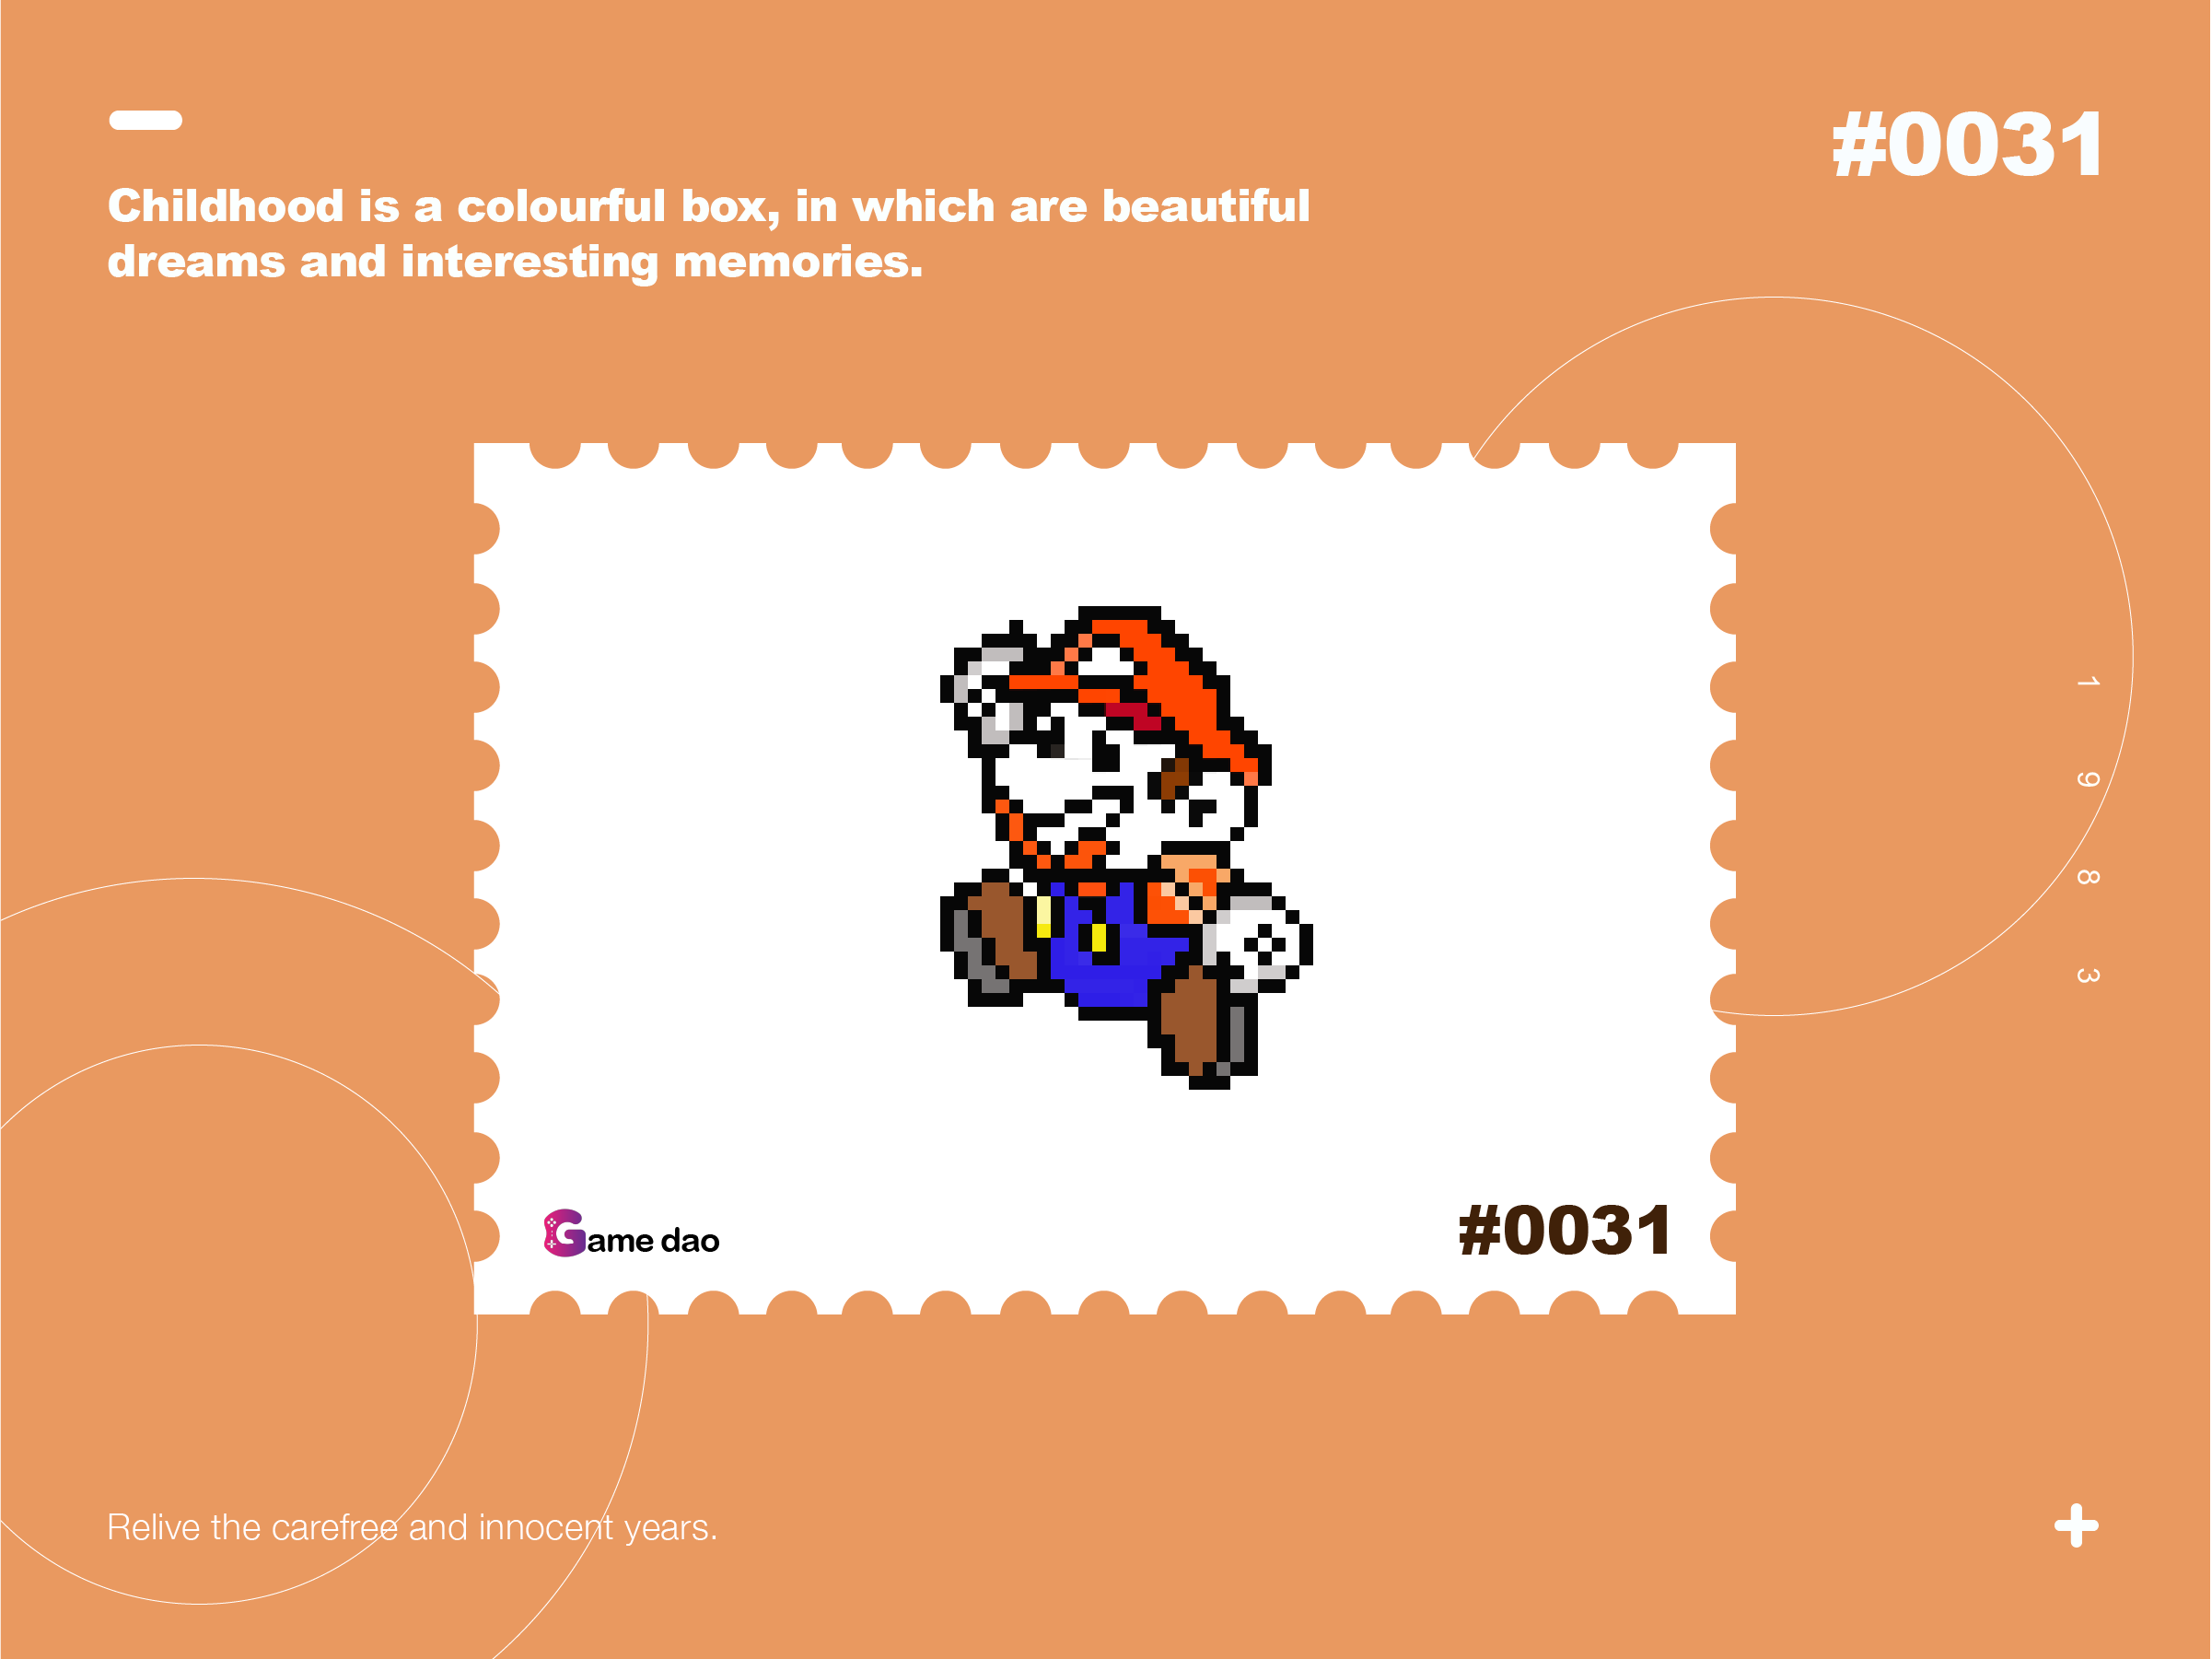 #0031
Childhood is a colourful box, in which are beautiful
dreams and interesting memories.
1
9
8
3
Game dao
#0031
Relive the carefree and innocent years.